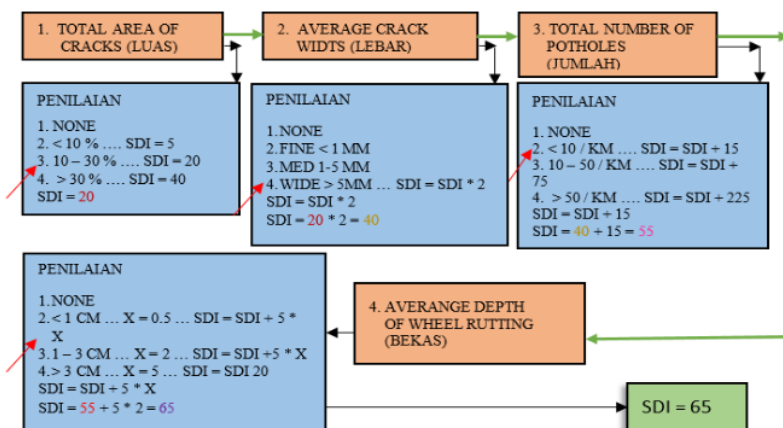 1. TOTAL AREA OF
CRACKS (LUAS)
2. AVERAGE CRACK
WIDTS (LEBAR)
3. TOTAL NUMBER OF
POTHOLES
(JUMLAH)
PENILAIAN
1. NONE
2. < 10 % .... SDI = 5
3. 10 – 30 % .... SDI = 20
4. > 30 % .... SDI = 40
SDI = 20
PENILAIAN
1.NONE
2.FINE < 1 MM
3.MED 1-5 MM
4.WIDE > 5MM ... SDI = SDI * 2
SDI = SDI * 2
SDI = 20 * 2 = 40
PENILAIAN
1. NONE
2. < 10 / KM .... SDI = SDI + 15
3. 10 – 50 / KM .... SDI = SDI +
75
4. > 50 / KM .... SDI = SDI + 225
SDI = SDI + 15
SDI = 40 + 15 = 55
PENILAIAN
1.NONE
2.< 1 CM ... X = 0.5 ... SDI = SDI + 5 *
X
3.1 – 3 CM ... X = 2 ... SDI = SDI +5 * X
4.> 3 CM ... X = 5 ... SDI = SDI 20
SDI = SDI + 5 * X
SDI = 55 + 5 * 2 = 65
4. AVERANGE DEPTH
OF WHEEL RUTTING
(BEKAS)
SDI = 65